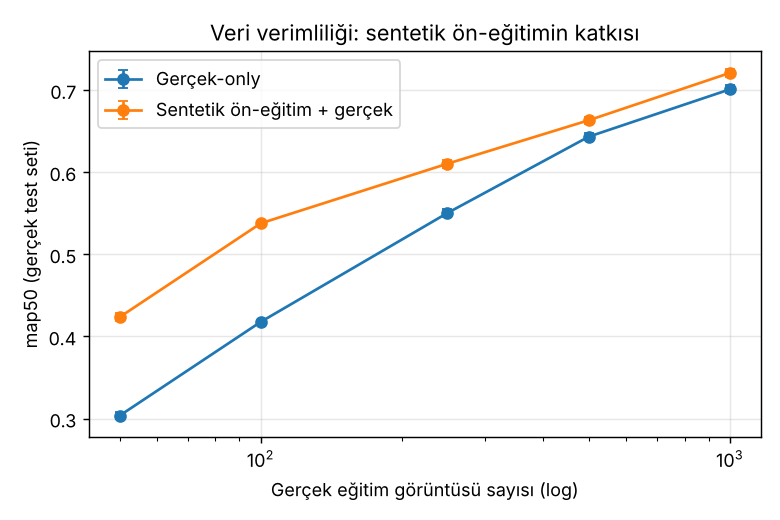 Veri verimliliği: sentetik ön-eğitimin katkısı
Gerçek-only
Sentetik ön-eğitim + gerçek
map50 (gerçek test seti)
0.7
0.6
0.5
0.4
0.3
10²
10³
Gerçek eğitim görüntüsü sayısı (log)